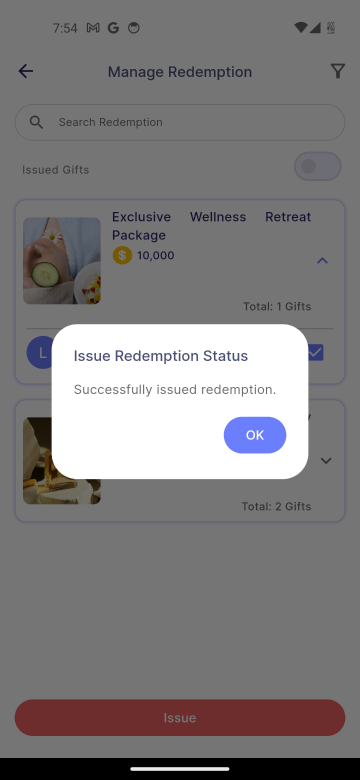 7:54
Manage Redemption
Search Redemption
Issued Gifts
Exclusive Wellness Retreat
Package
$ 10,000
Total: 1 Gifts
L
Issue Redemption Status
Successfully issued redemption.
OK
Total: 2 Gifts
Issue